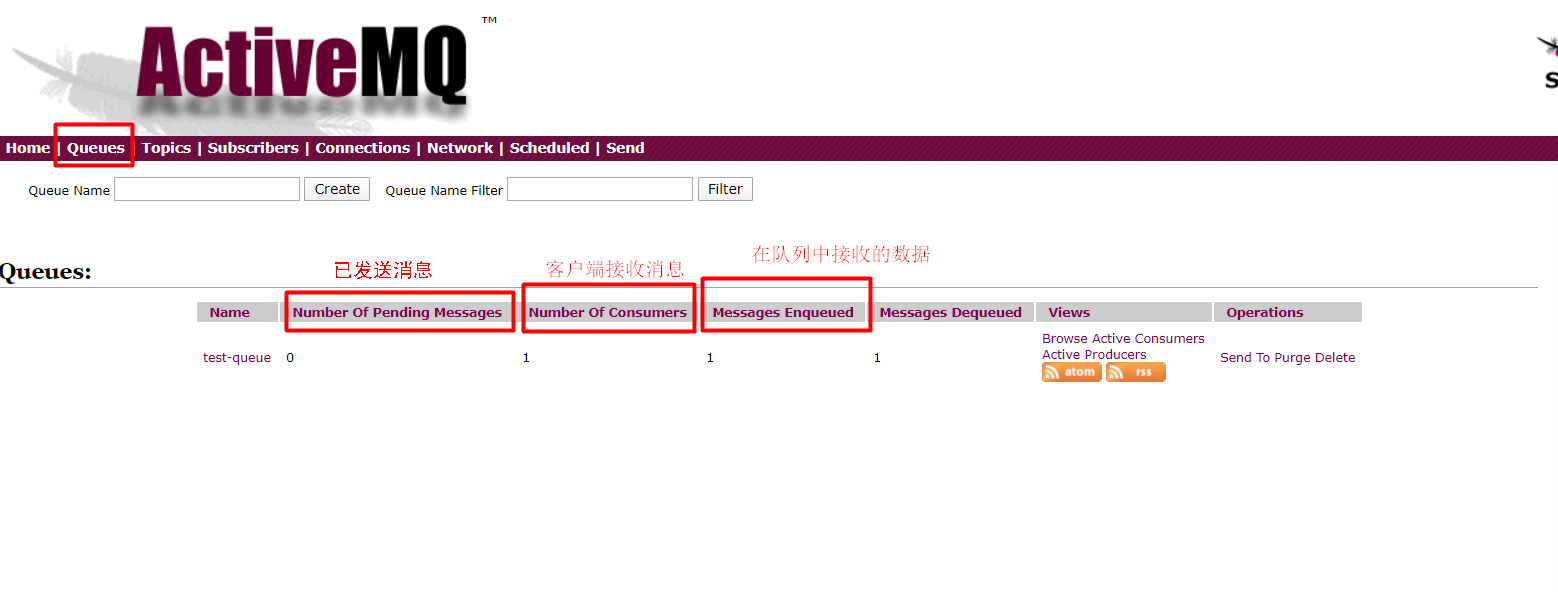 ActiveMQ ™
S
Home | Queues | Topics | Subscribers | Connections | Network | Scheduled | Send
Queue Name Create Queue Name Filter Filter
在队列中接收的数据
Queues: 已发送消息 客户端接收消息
Name Number Of Pending Messages Number Of Consumers Messages Enqueued Messages Dequeued Views Operations
Browse Active Consumers
test-queue 0 1 1 1 Active Producers Send To Purge Delete
atom rss